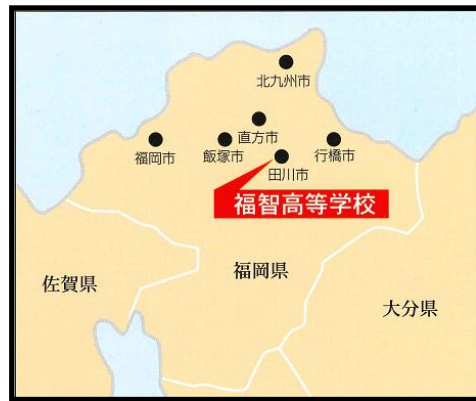 北九州市
直方市
福岡市
飯塚市
行橋市
田川市
福智高等学校
佐賀県
福岡県
大分県